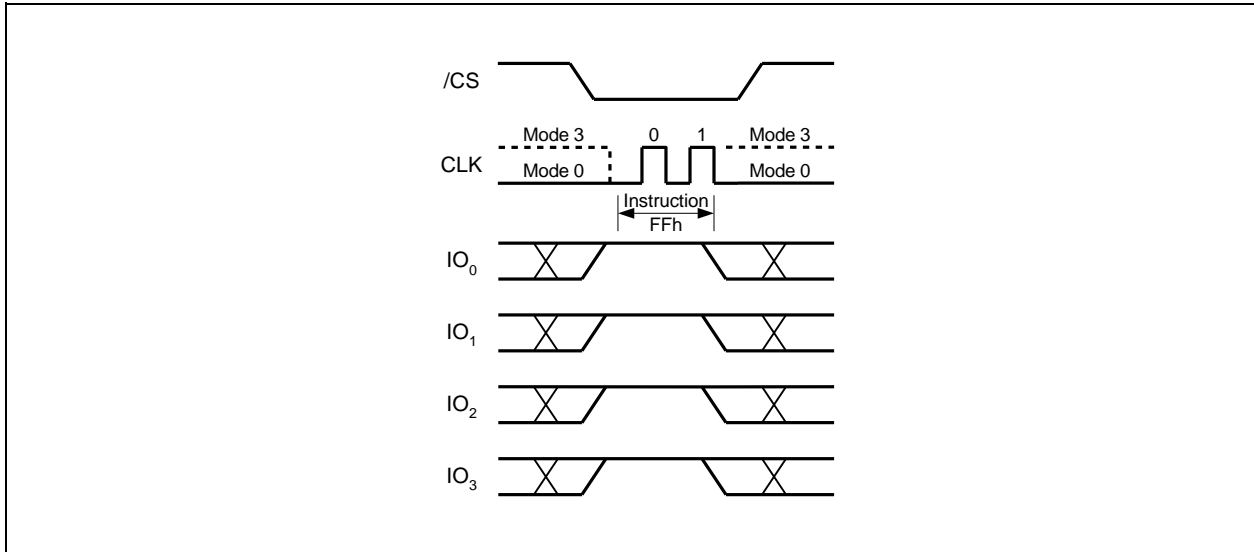 /CS
Mode 3 0 1 Mode 3
CLK
Mode 0 Mode 0
Instruction
FFh
IO0
IO1
IO2
IO3